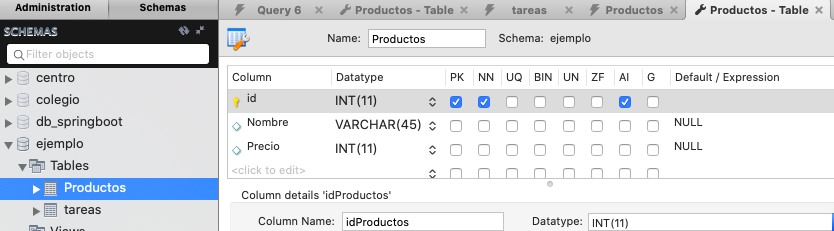 Administration Schemas Query 6 Productos - Table tareas Productos Productos - Table
SCHEMAS
Name: Productos Schema: ejemplo
Filter objects
Column Datatype PK NN UQ BIN UN ZF AI G Default / Expression
centro
id INT(11)
colegio
Nombre VARCHAR(45) NULL
db_springboot
Precio INT(11) NULL
ejemplo
<click to edit>
Tables
Productos
Column details 'idProductos'
tareas
Column Name: idProductos Datatype: INT(11)
Views